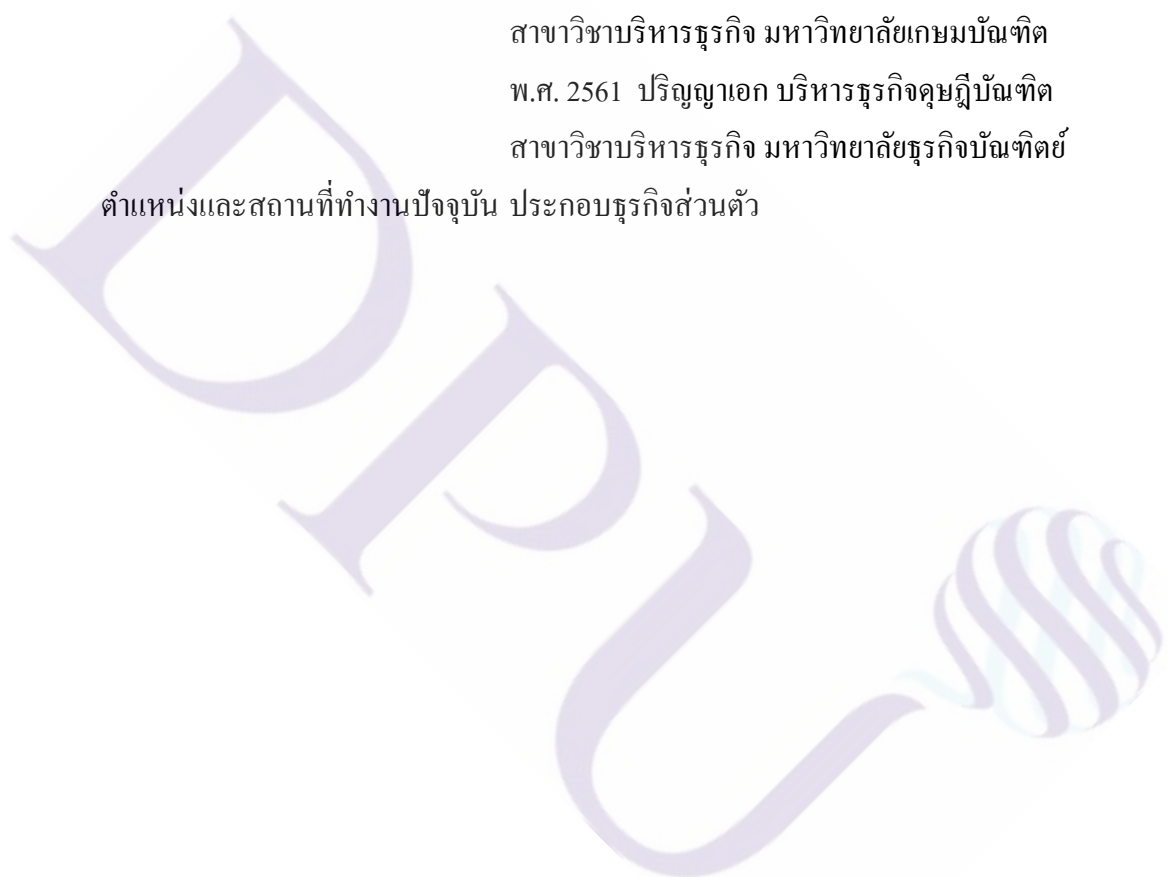 สาขาวิชาบริหารธุรกิจ มหาวิทยาลัยเกษมบัณฑิต
พ.ศ. 2561 ปริญญาเอก บริหารธุรกิจดุษฎีบัณฑิต
สาขาวิชาบริหารธุรกิจ มหาวิทยาลัยธุรกิจบัณฑิตย์
ตำแหน่งและสถานที่ทำงานปัจจุบัน ประกอบธุรกิจส่วนตัว
DPU